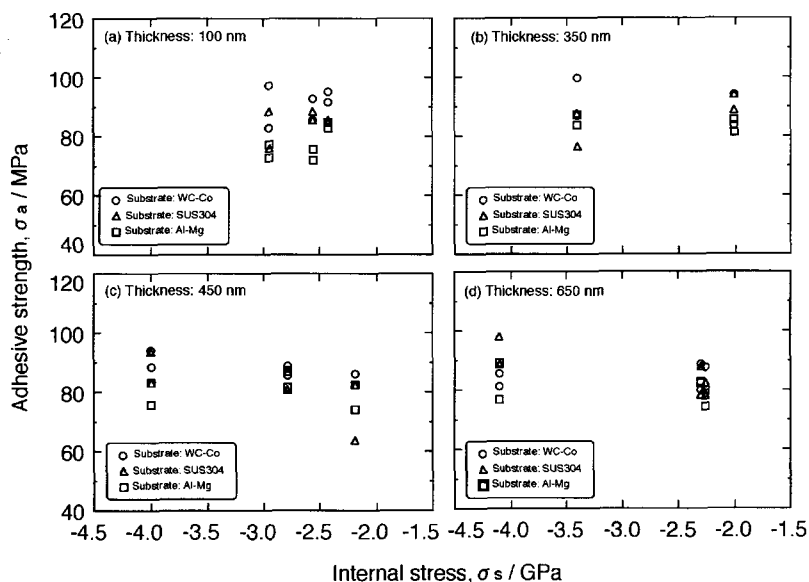 120
100
80
60
40
(a) Thickness: 100 nm
Substrate: WC-Co
Substrate: SUS304
Substrate: Al-Mg
(b) Thickness: 350 nm
Substrate: WC-Co
Substrate: SUS304
Substrate: Al-Mg
120
100
80
60
40
(c) Thickness: 450 nm
Substrate: WC-Co
Substrate: SUS304
Substrate: Al-Mg
(d) Thickness: 650 nm
Substrate: WC-Co
Substrate: SUS304
Substrate: Al-Mg
-4.5 -4.0 -3.5 -3.0 -2.5 -2.0 -1.5
-4.5 -4.0 -3.5 -3.0 -2.5 -2.0 -1.5
Adhesive strength, σa / MPa
Internal stress, σs / GPa